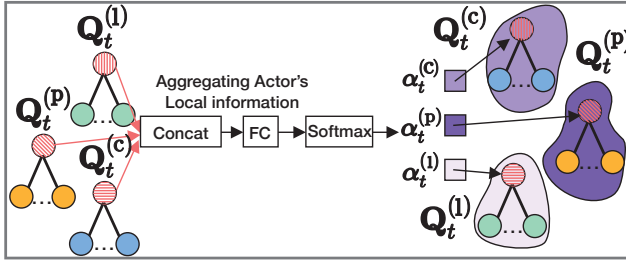 Q_t^(l)
Q_t^(p)
Q_t^(c)
...
...
...
Aggregating Actor's
Local information
Concat
FC
Softmax
α_t^(c)
α_t^(p)
α_t^(l)
Q_t^(c)
Q_t^(p)
Q_t^(l)
...
...
...